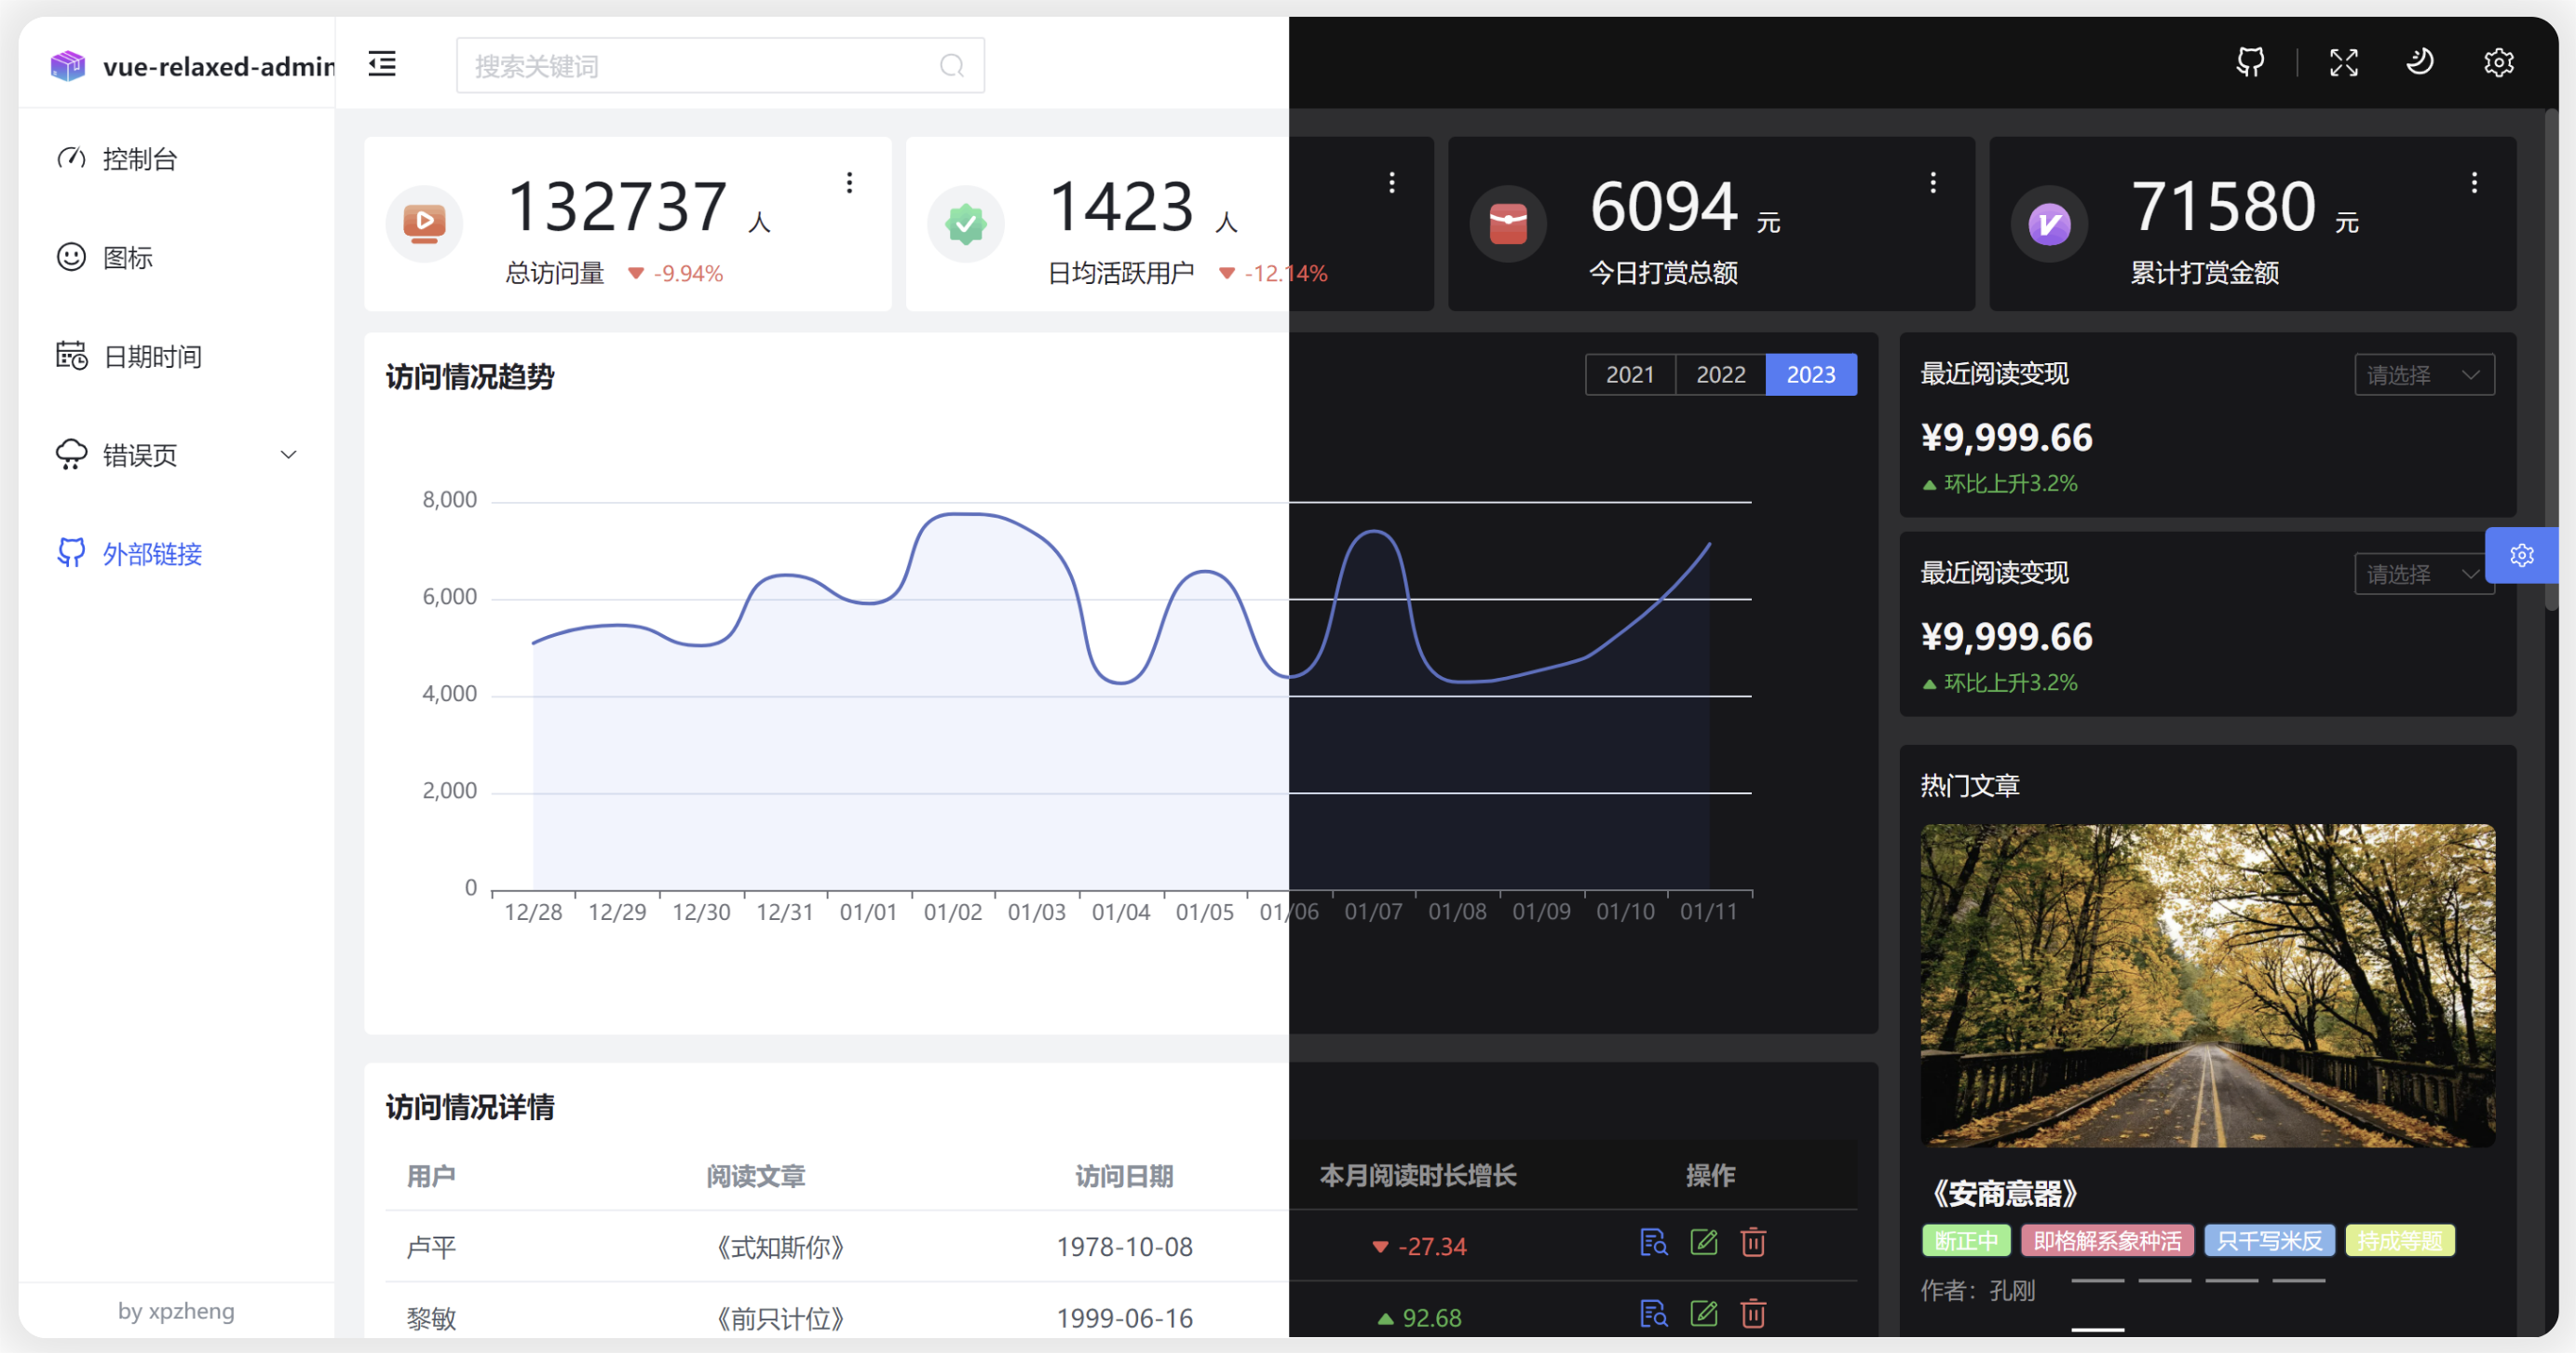 vue-relaxed-admin
搜索关键词
控制台
图标
日期时间
错误页
外部链接
by xpzheng
132737 人
总访问量 -9.94%
1423 人
日均活跃用户 -12.14%
6094 元
今日打赏总额
71580 元
累计打赏金额
访问情况趋势
2021 2022 2023
8,000
6,000
4,000
2,000
0
12/28 12/29 12/30 12/31 01/01 01/02 01/03 01/04 01/05 01/06 01/07 01/08 01/09 01/10 01/11
最近阅读变现 请选择
¥9,999.66
环比上升3.2%
最近阅读变现 请选择
¥9,999.66
环比上升3.2%
访问情况详情
用户 阅读文章 访问日期 本月阅读时长增长 操作
卢平 《式知斯你》 1978-10-08 -27.34
黎敏 《前只计位》 1999-06-16 92.68
热门文章
《安商意器》
断正中 即格解系象种活 只千写米反 持成等题
作者：孔刚